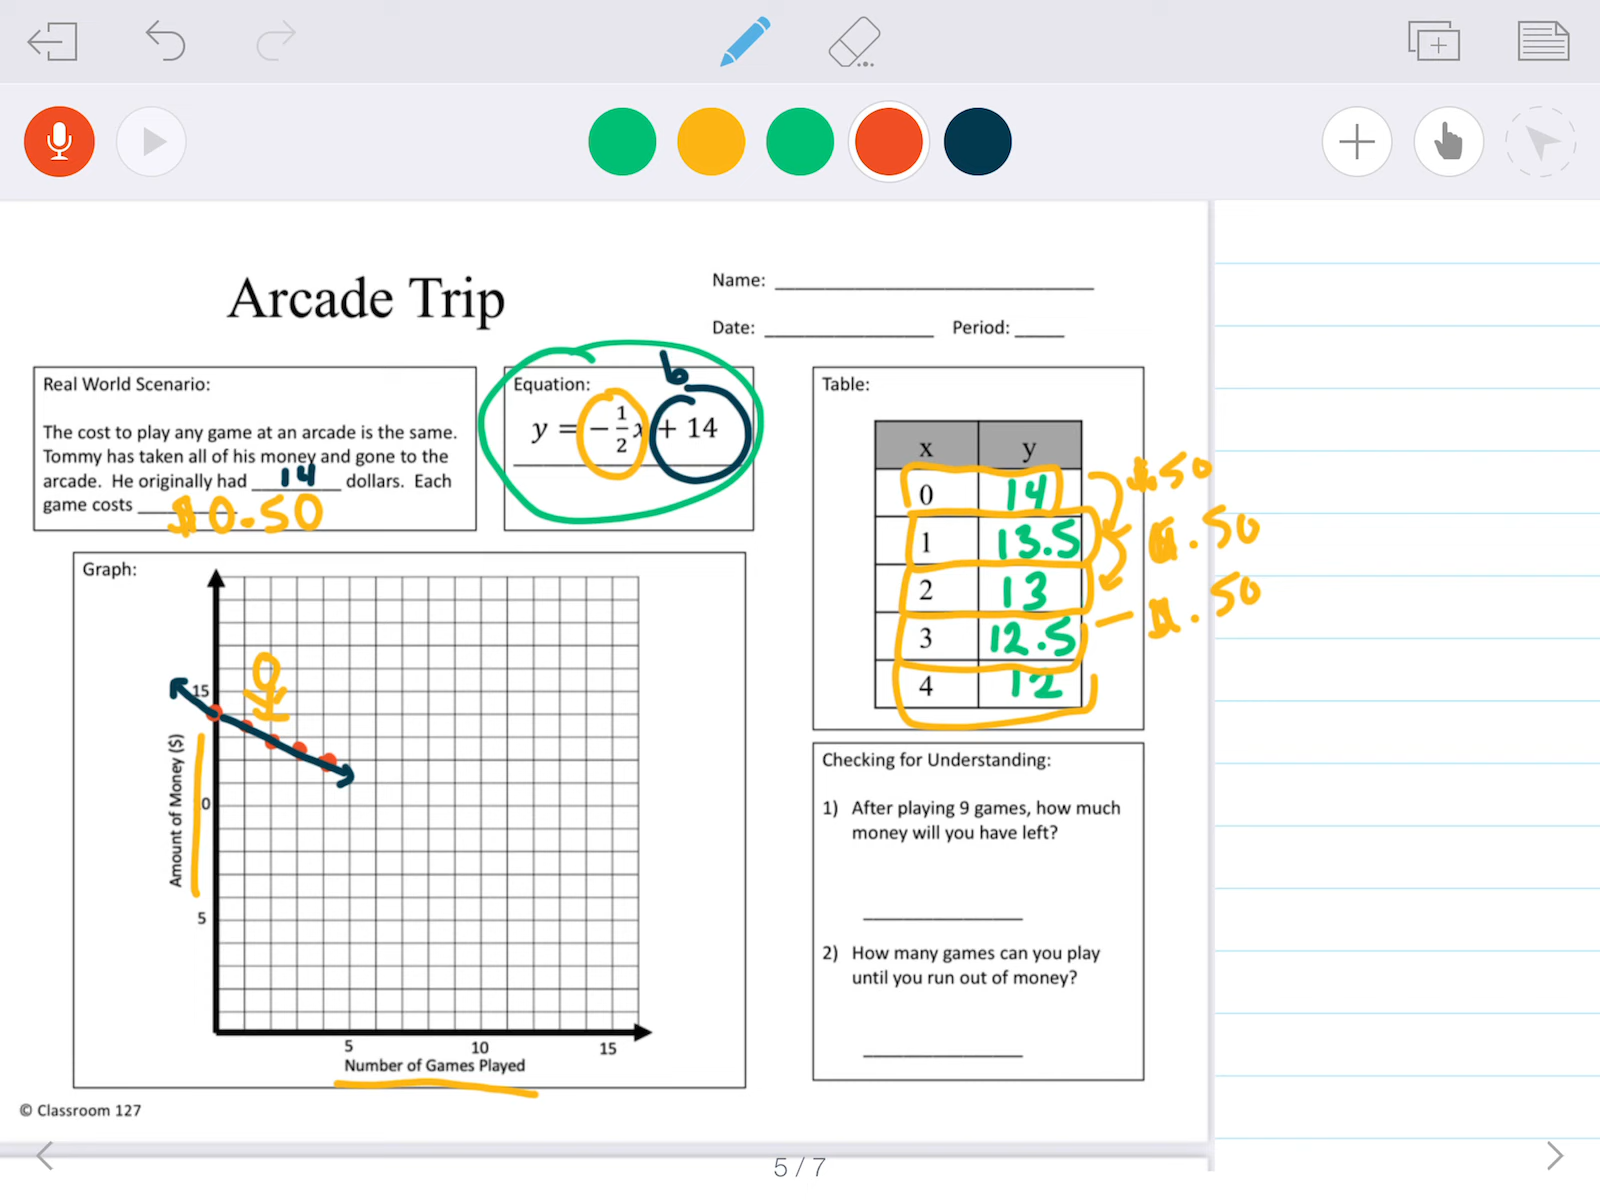 Arcade Trip
Name: ____________
Date: ____________ Period: _____
Real World Scenario:
The cost to play any game at an arcade is the same.
Tommy has taken all of his money and gone to the
arcade. He originally had 14 dollars. Each
game costs $0.50
Equation:
b
y = -1/2x + 14
Table:
x y
0 14
1 13.5
2 13
3 12.5
4 12
.50
.50
.50
Graph:
15
0
5
Amount of Money ($)
5 10 15
Number of Games Played
Checking for Understanding:
1) After playing 9 games, how much
money will you have left?
2) How many games can you play
until you run out of money?
© Classroom 127
5 / 7